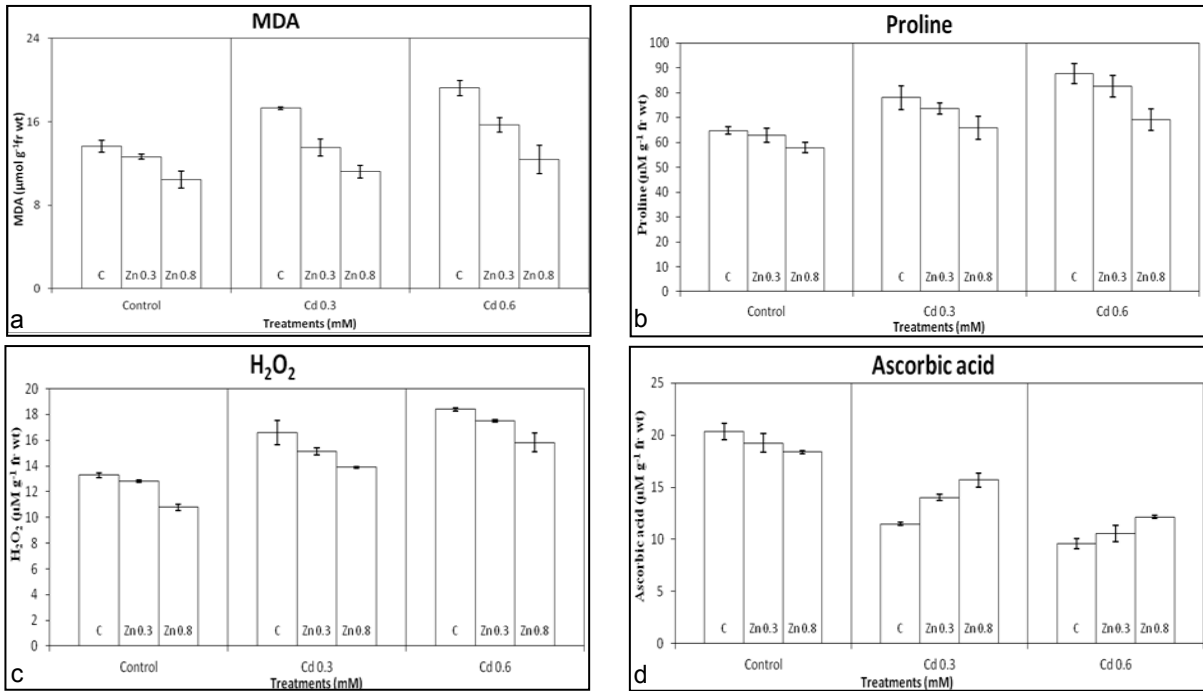 MDA
MDA (µmol g⁻¹fr wt)
24
16
8
0
C Zn 0.3 Zn 0.8 C Zn 0.3 Zn 0.8 C Zn 0.3 Zn 0.8
Control Cd 0.3 Cd 0.6
Treatments (mM)
a
Proline
Proline (µM g⁻¹ fr wt)
100
90
80
70
60
50
40
30
20
10
0
C Zn 0.3 Zn 0.8 C Zn 0.3 Zn 0.8 C Zn 0.3 Zn 0.8
Control Cd 0.3 Cd 0.6
Treatments (mM)
b
H₂O₂
H₂O₂ (µM g⁻¹ fr wt)
20
18
16
14
12
10
8
6
4
2
0
C Zn 0.3 Zn 0.8 C Zn 0.3 Zn 0.8 C Zn 0.3 Zn 0.8
Control Cd 0.3 Cd 0.6
Treatments (mM)
c
Ascorbic acid
Ascorbic acid (µM g⁻¹ fr wt)
25
20
15
10
5
0
C Zn 0.3 Zn 0.8 C Zn 0.3 Zn 0.8 C Zn 0.3 Zn 0.8
Control Cd 0.3 Cd 0.6
Treatments (mM)
d